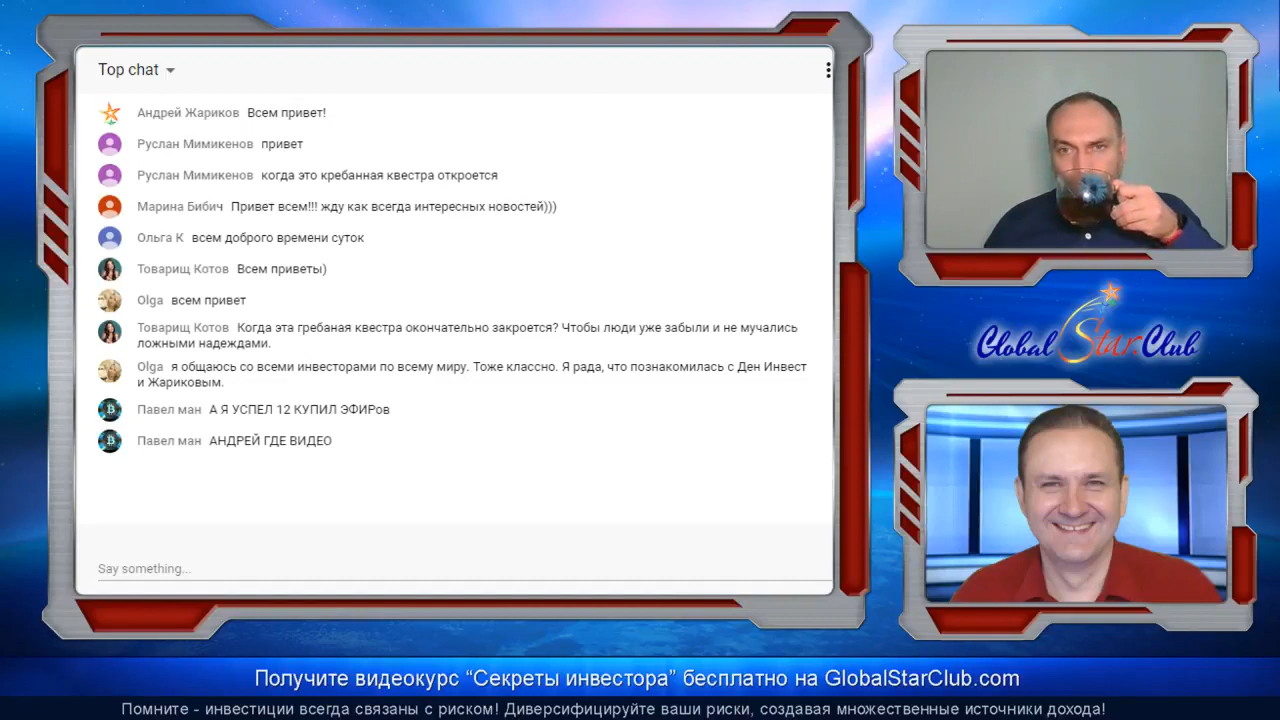 Top chat
Андрей Жариков Всем привет!
Руслан Мимикенов привет
Руслан Мимикенов когда это кребанная квестра откроется
Марина Бибич Привет всем!!! жду как всегда интересных новостей)))
Ольга К всем доброго времени суток
Товарищ Котов Всем приветы)
Olga всем привет
Товарищ Котов Когда эта гребаная квестра окончательно закроется? Чтобы люди уже забыли и не мучались
ложными надеждами.
Olga я общаюсь со всеми инвесторами по всему миру. Тоже классно. Я рада, что познакомилась с Ден Инвест
и Жариковым.
Павел ман А Я УСПЕЛ 12 КУПИЛ ЭФИРов
Павел ман АНДРЕЙ ГДЕ ВИДЕО
Say something...
Global Star Club
Получите видеокурс “Секреты инвестора” бесплатно на GlobalStarClub.com
Помните - инвестиции всегда связаны с риском! Диверсифицируйте ваши риски, создавая множественные источники дохода!